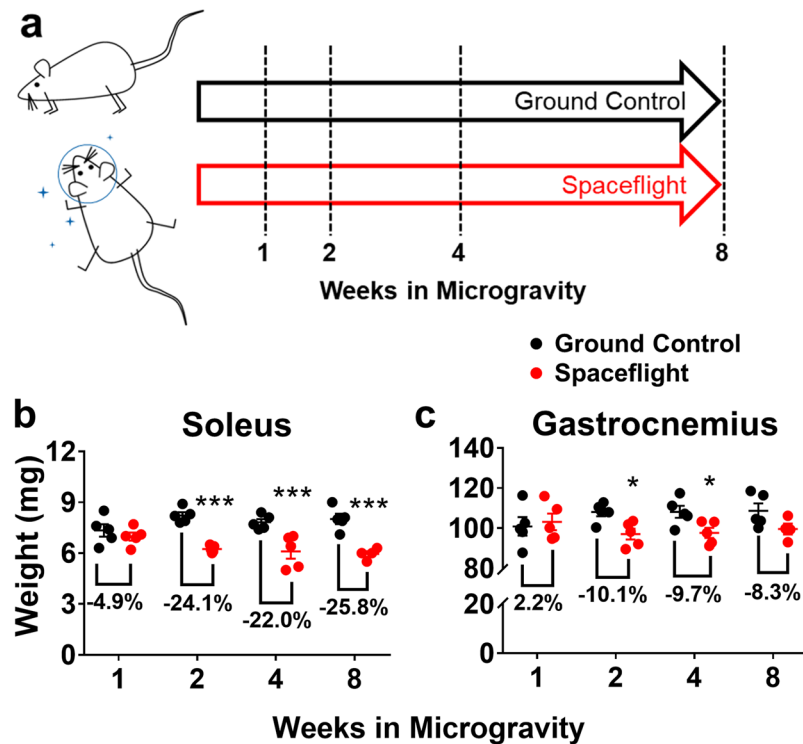 a
Ground Control
Spaceflight
1 2 4 8
Weeks in Microgravity
Ground Control
Spaceflight
b Soleus
Weight (mg)
12
9
6
3
0
***
***
***
-4.9%
-24.1%
-22.0%
-25.8%
1 2 4 8
c Gastrocnemius
140
120
100
80
20
0
*
*
2.2%
-10.1%
-9.7%
-8.3%
1 2 4 8
Weeks in Microgravity